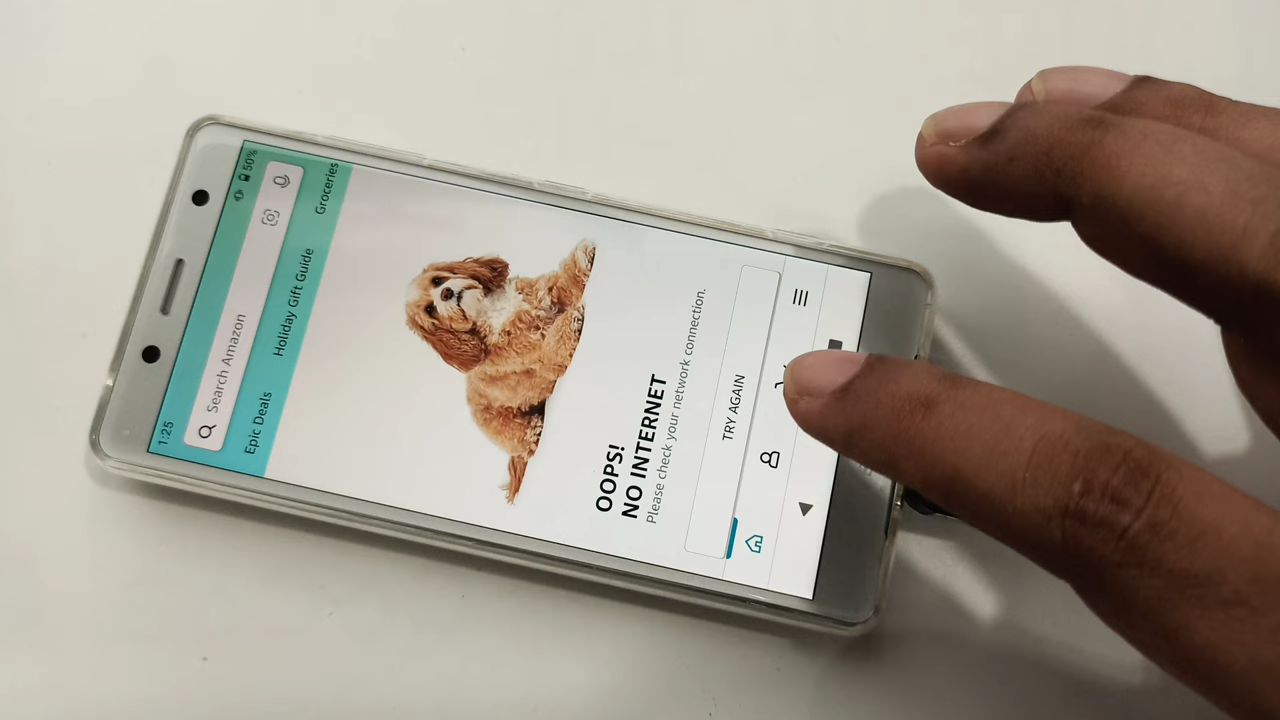 1:25 50%
Search Amazon
Epic Deals Holiday Gift Guide Groceries
OOPS!
NO INTERNET
Please check your network connection.
TRY AGAIN